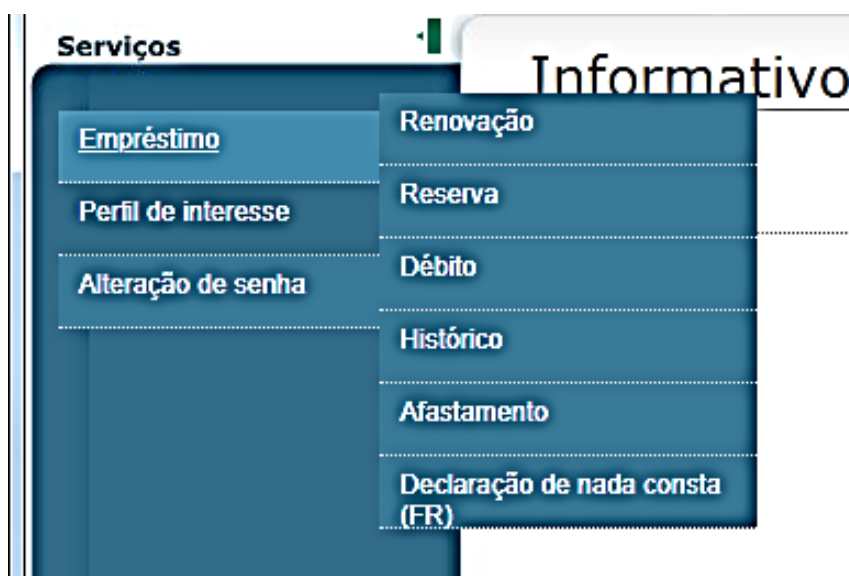 Serviços
Informativo
Empréstimo
Perfil de interesse
Alteração de senha
Renovação
Reserva
Débito
Histórico
Afastamento
Declaração de nada consta
(FR)